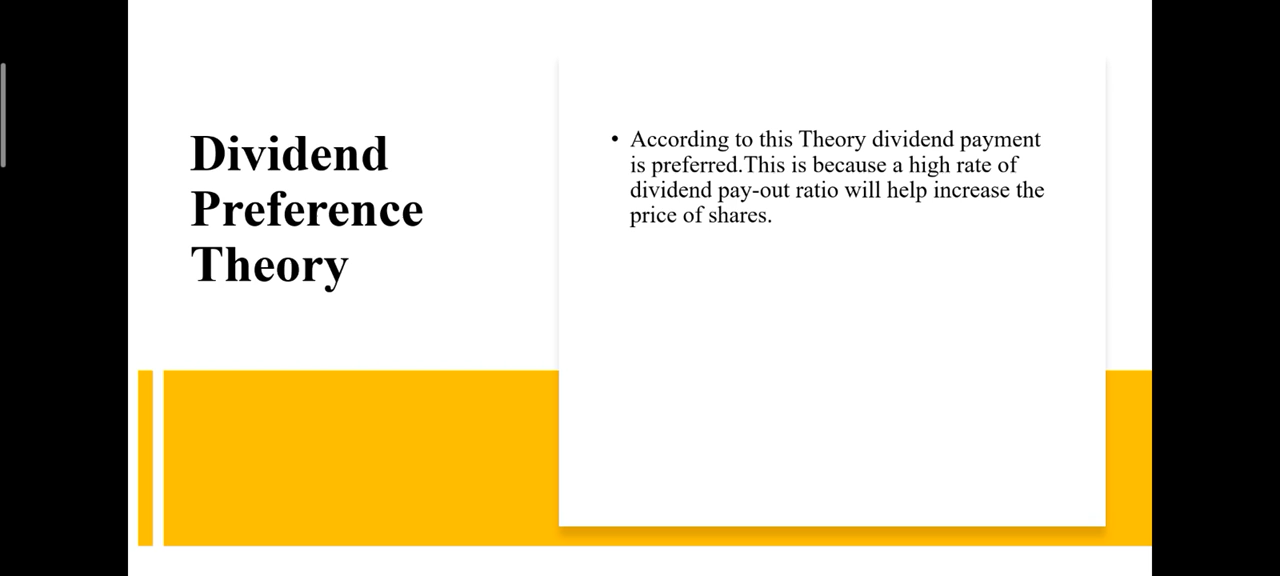 Dividend
Preference
Theory
• According to this Theory dividend payment
is preferred.This is because a high rate of
dividend pay-out ratio will help increase the
price of shares.